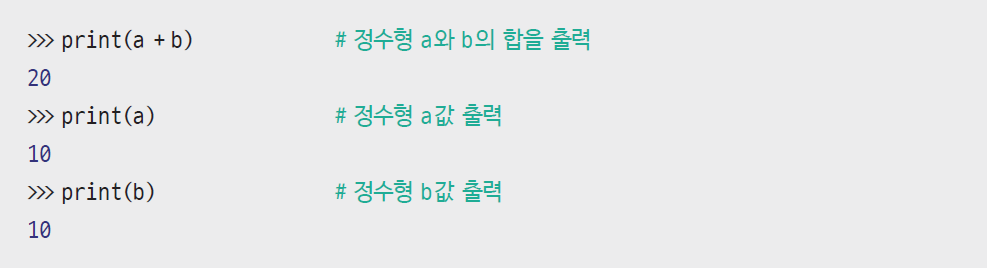 >>> print(a + b) # 정수형 a와 b의 합을 출력
20
>>> print(a) # 정수형 a값 출력
10
>>> print(b) # 정수형 b값 출력
10